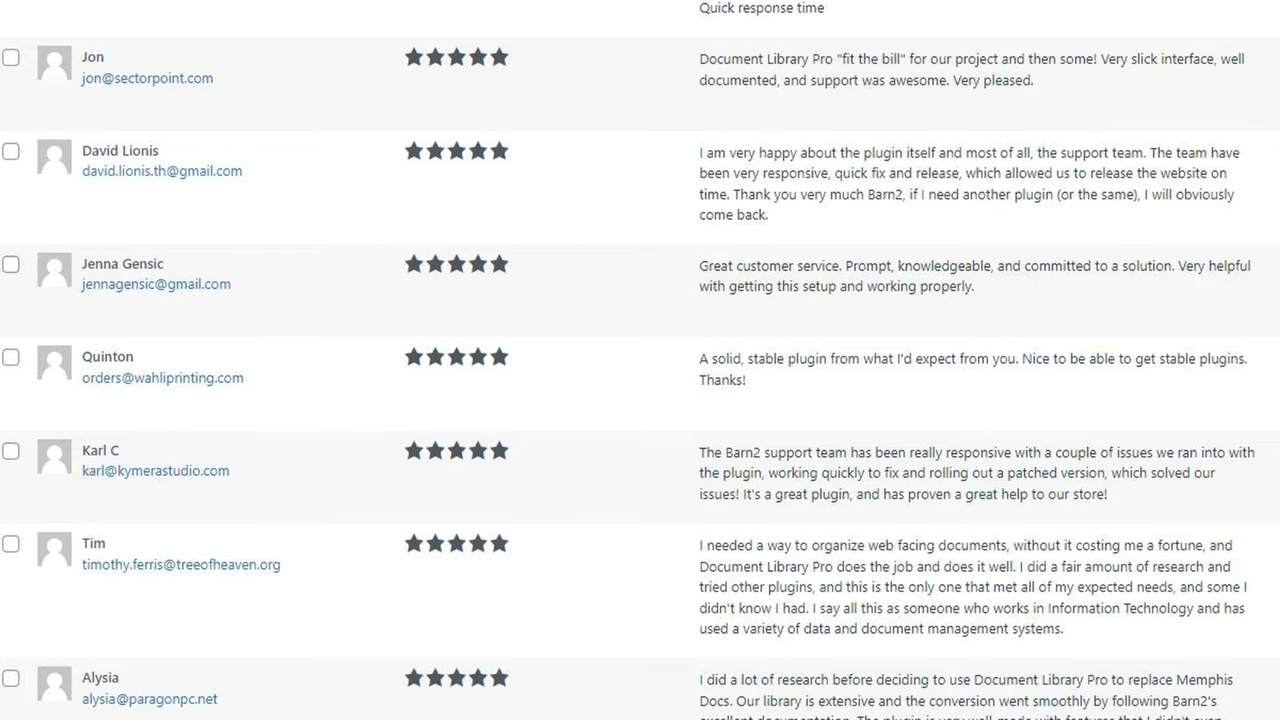 Quick response time
Jon
jon@sectorpoint.com
Document Library Pro "fit the bill" for our project and then some! Very slick interface, well
documented, and support was awesome. Very pleased.
David Lionis
david.lionis.th@gmail.com
I am very happy about the plugin itself and most of all, the support team. The team have
been very responsive, quick fix and release, which allowed us to release the website on
time. Thank you very much Barn2, if I need another plugin (or the same), I will obviously
come back.
Jenna Gensic
jennagensic@gmail.com
Great customer service. Prompt, knowledgeable, and committed to a solution. Very helpful
with getting this setup and working properly.
Quinton
orders@wahliprinting.com
A solid, stable plugin from what I'd expect from you. Nice to be able to get stable plugins.
Thanks!
Karl C
karl@kymerastudio.com
The Barn2 support team has been really responsive with a couple of issues we ran into with
the plugin, working quickly to fix and rolling out a patched version, which solved our
issues! It's a great plugin, and has proven a great help to our store!
Tim
timothy.ferris@treeofheaven.org
I needed a way to organize web facing documents, without it costing me a fortune, and
Document Library Pro does the job and does it well. I did a fair amount of research and
tried other plugins, and this is the only one that met all of my expected needs, and some I
didn't know I had. I say all this as someone who works in Information Technology and has
used a variety of data and document management systems.
Alysia
alysia@paragonpc.net
I did a lot of research before deciding to use Document Library Pro to replace Memphis
Docs. Our library is extensive and the conversion went smoothly by following Barn2's
excellent documentation. The plugin is very well-made with features that I didn't even